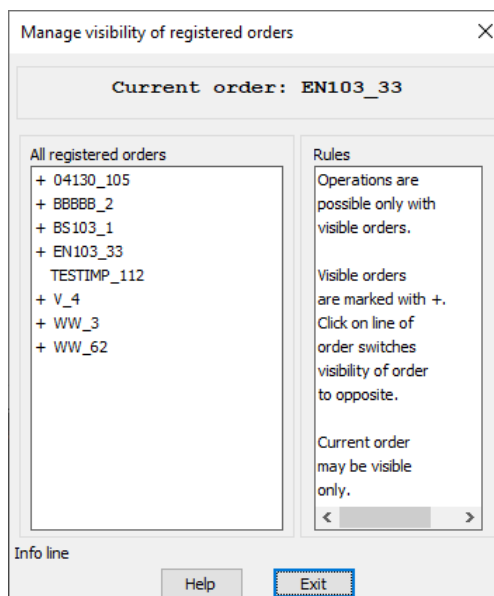 Manage visibility of registered orders
Current order: EN103_33
All registered orders
+ 04130_105
+ BBBBB_2
+ BS103_1
+ EN103_33
TESTIMP_112
+ V_4
+ WW_3
+ WW_62
Rules
Operations are
possible only with
visible orders.
Visible orders
are marked with +.
Click on line of
order switches
visibility of order
to opposite.
Current order
may be visible
only.
Info line
Help
Exit